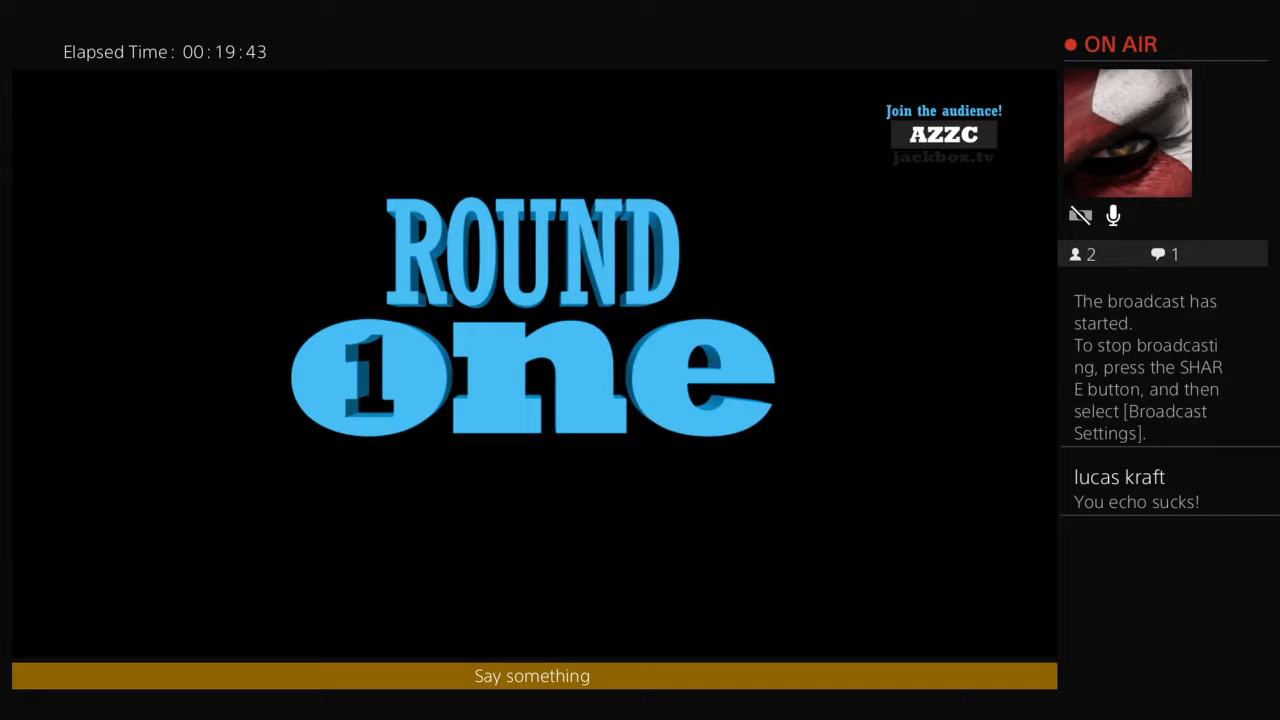 Elapsed Time: 00:19:43
ON AIR
Join the audience!
AZZC
jackbox.tv
ROUND
one
1
2
1
The broadcast has
started.
To stop broadcasti
ng, press the SHAR
E button, and then
select [Broadcast
Settings].
lucas kraft
You echo sucks!
Say something